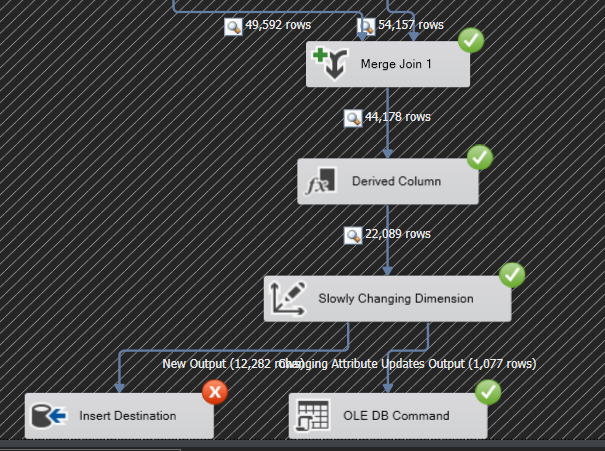 49,592 rows
54,157 rows
Merge Join 1
44,178 rows
fx
Derived Column
22,089 rows
Slowly Changing Dimension
New Output (12,282 rows)
Changing Attribute Updates Output (1,077 rows)
Insert Destination
OLE DB Command